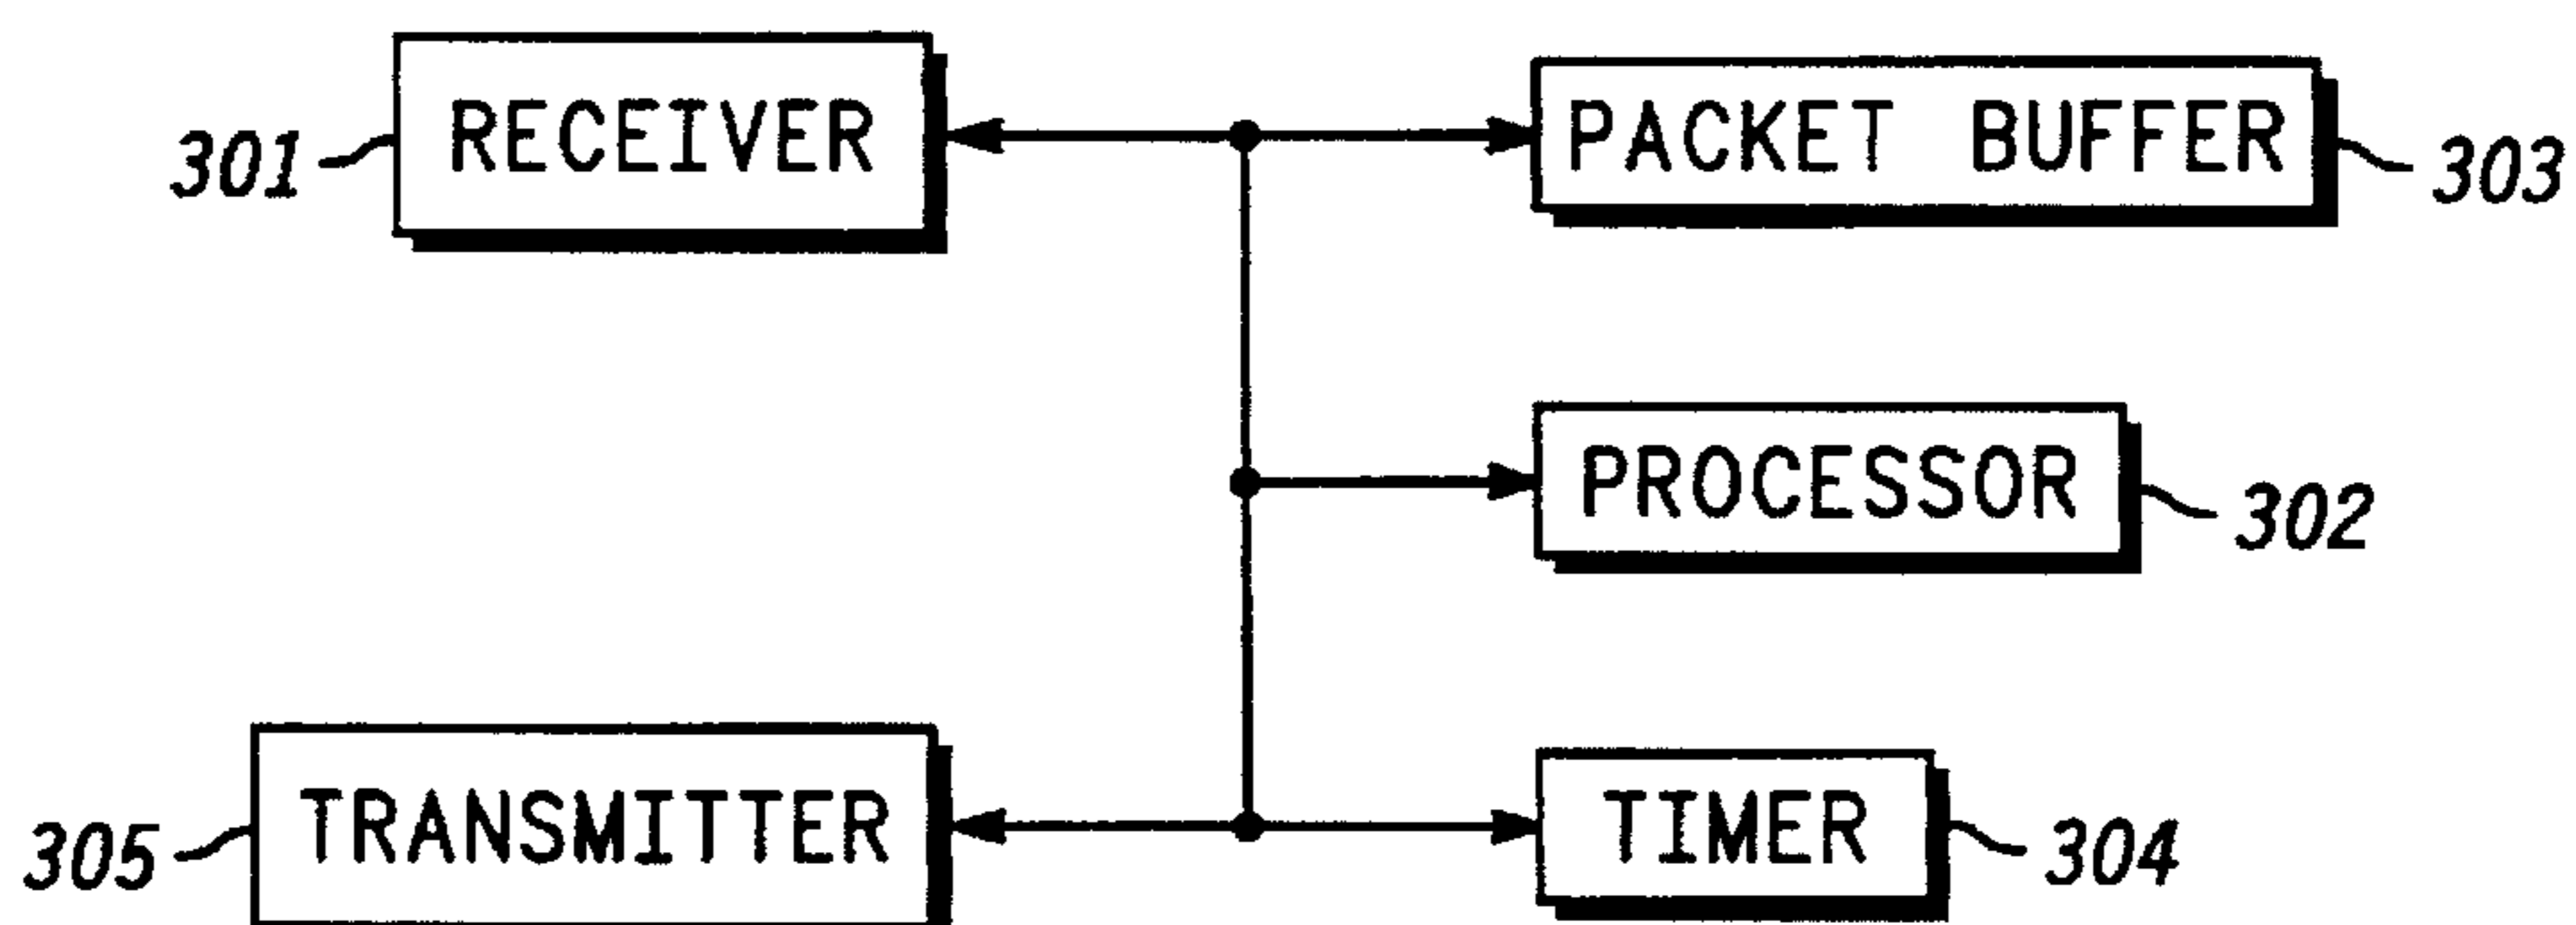 301
RECEIVER
PACKET BUFFER
303
PROCESSOR
302
305
TRANSMITTER
TIMER
304